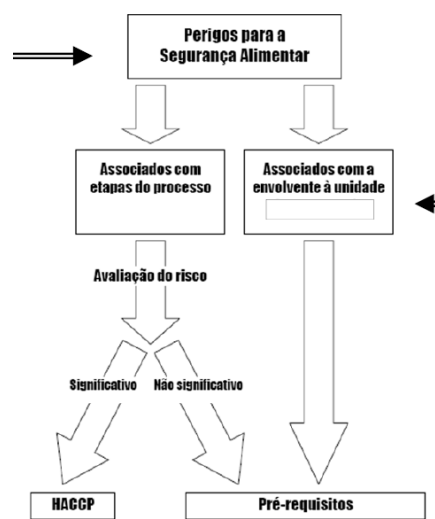 Perigos para a
Segurança Alimentar
Associados com
etapas do processo
Associados com a
envolvente à unidade
Avaliação do risco
Significativo
Não significativo
HACCP
Pré-requisitos